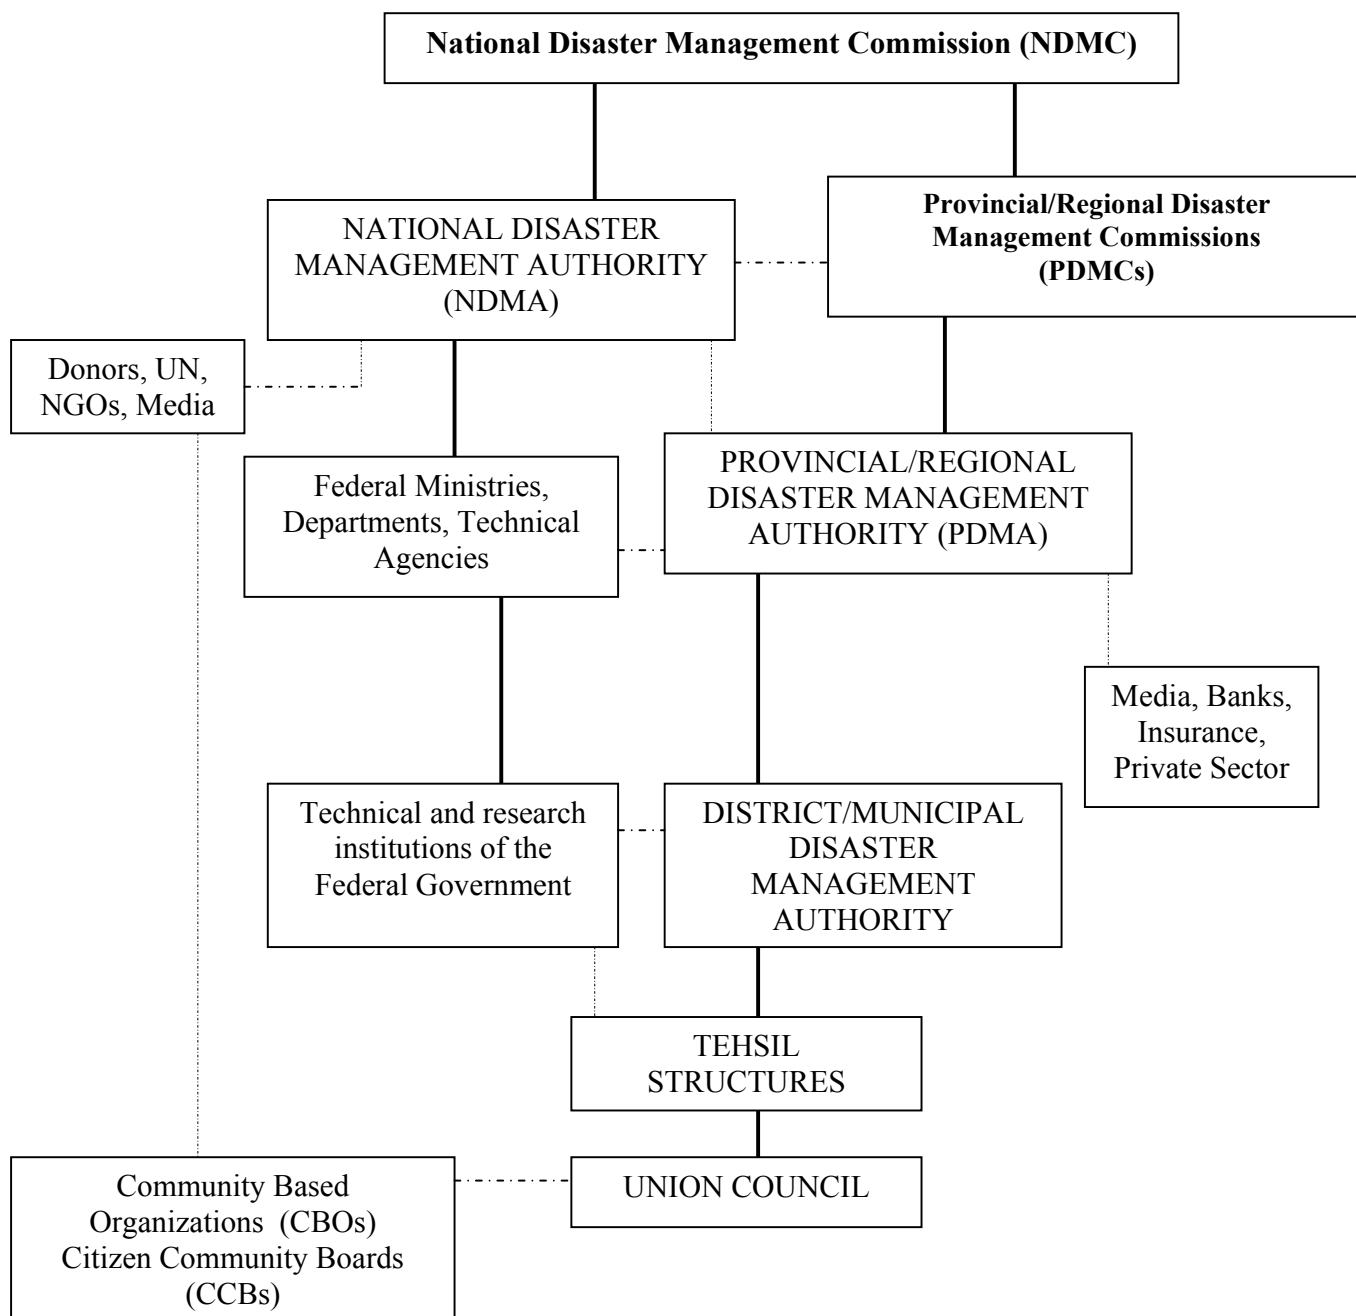 National Disaster Management Commission (NDMC)
Provincial/Regional Disaster
Management Commissions
(PDMCs)
NATIONAL DISASTER
MANAGEMENT AUTHORITY
(NDMA)
Donors, UN,
NGOs, Media
PROVINCIAL/REGIONAL
DISASTER MANAGEMENT
AUTHORITY (PDMA)
Federal Ministries,
Departments, Technical
Agencies
Media, Banks,
Insurance,
Private Sector
Technical and research
institutions of the
Federal Government
DISTRICT/MUNICIPAL
DISASTER
MANAGEMENT
AUTHORITY
TEHSIL
STRUCTURES
Community Based
Organizations (CBOs)
Citizen Community Boards
(CCBs)
UNION COUNCIL